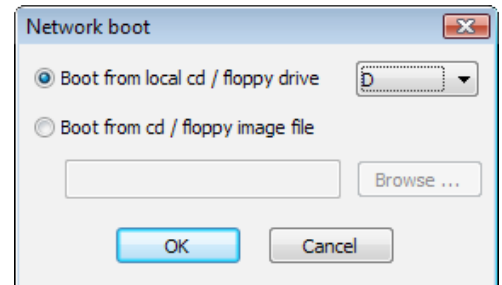 Network boot
Boot from local cd / floppy drive D
Boot from cd / floppy image file
Browse ...
OK Cancel